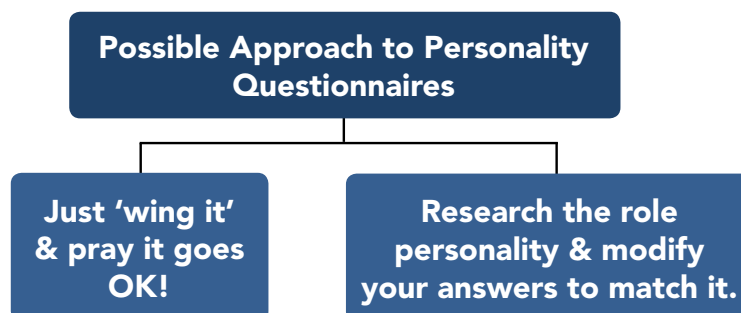 Possible Approach to Personality
Questionnaires
Just ‘wing it’
& pray it goes
OK!
Research the role
personality & modify
your answers to match it.